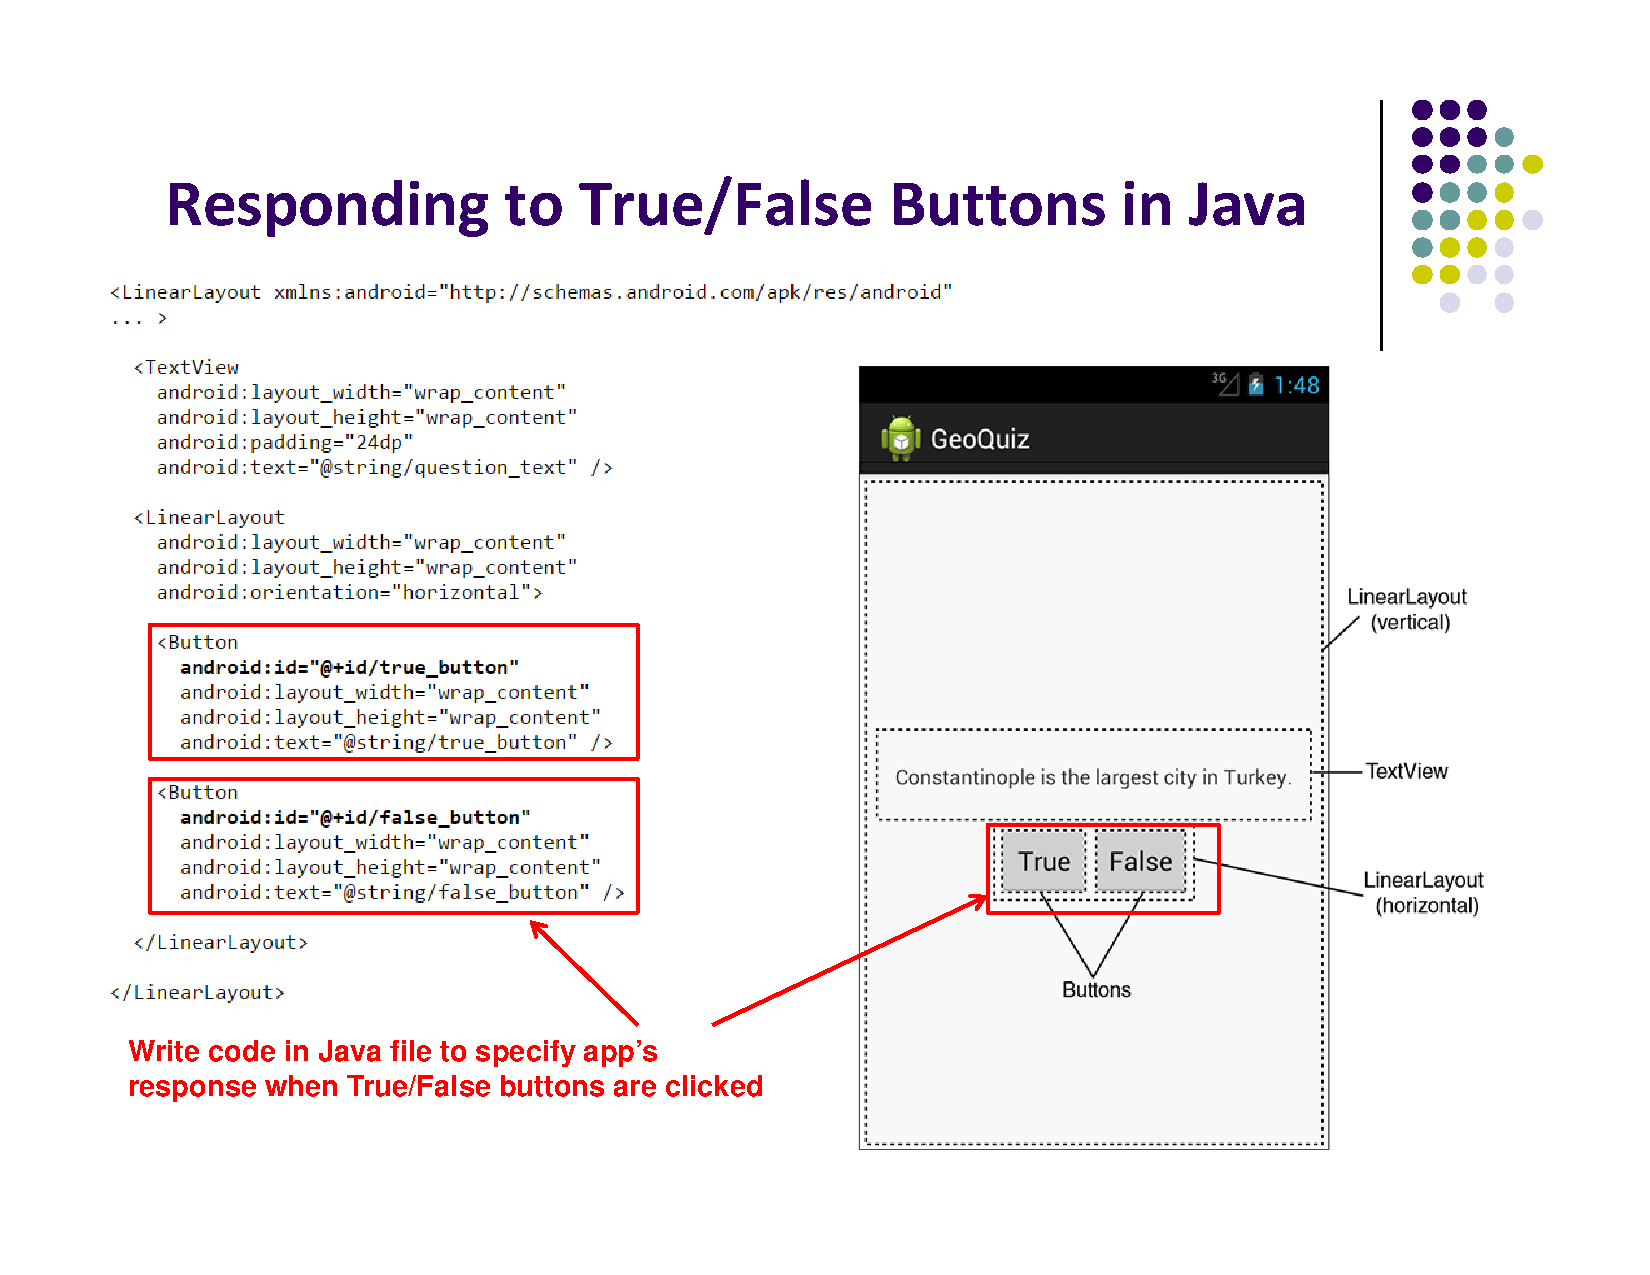 Responding to True/False Buttons in Java
<LinearLayout xmlns:android="http://schemas.android.com/apk/res/android"
... >
<TextView
android:layout_width="wrap_content"
android:layout_height="wrap_content"
android:padding="24dp"
android:text="@string/question_text" />
<LinearLayout
android:layout_width="wrap_content"
android:layout_height="wrap_content"
android:orientation="horizontal">
<Button
android:id="@+id/true_button"
android:layout_width="wrap_content"
android:layout_height="wrap_content"
android:text="@string/true_button" />
<Button
android:id="@+id/false_button"
android:layout_width="wrap_content"
android:layout_height="wrap_content"
android:text="@string/false_button" />
</LinearLayout>
</LinearLayout>
Write code in Java file to specify app’s
response when True/False buttons are clicked
3G 1:48
GeoQuiz
LinearLayout
(vertical)
Constantinople is the largest city in Turkey.
TextView
True False
LinearLayout
(horizontal)
Buttons